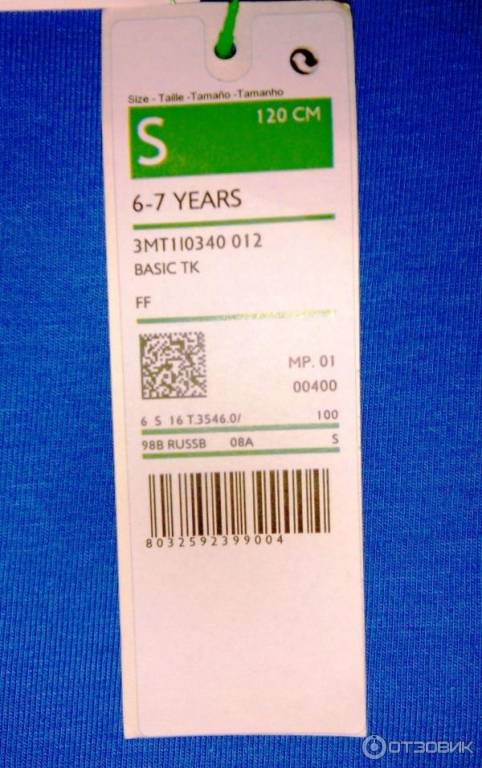 Size - Taille -Tamaño -Tamanho
S 120 CM
6-7 YEARS
3MT1I0340 012
BASIC TK
FF
MP. 01
00400
6 S 16 T.3546.0/ 100
98B RUSSB 08A S
8032592399004
ОТЗОВИК